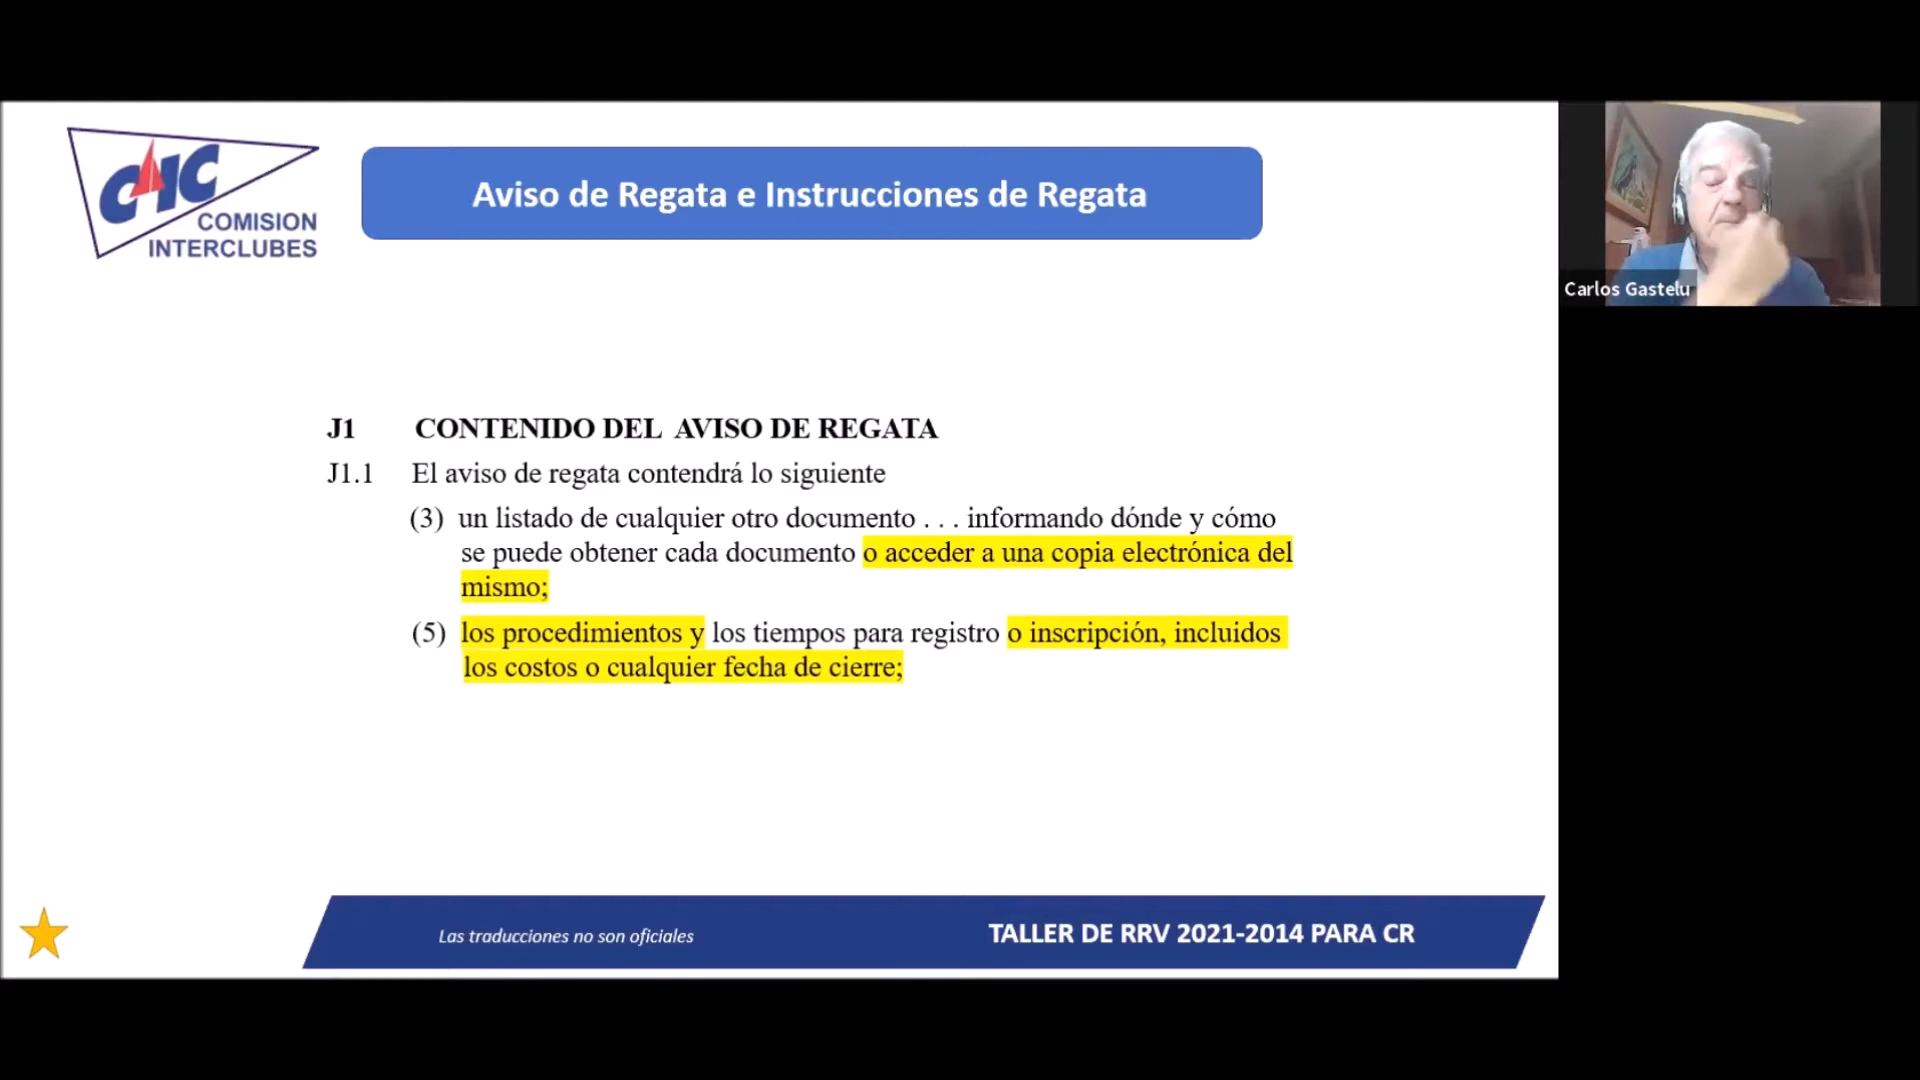 CIC
COMISION
INTERCLUBES
Aviso de Regata e Instrucciones de Regata
Carlos Gastelu
J1 CONTENIDO DEL AVISO DE REGATA
J1.1 El aviso de regata contendrá lo siguiente
(3) un listado de cualquier otro documento . . . informando dónde y cómo
se puede obtener cada documento o acceder a una copia electrónica del
mismo;
(5) los procedimientos y los tiempos para registro o inscripción, incluidos
los costos o cualquier fecha de cierre;
Las traducciones no son oficiales
TALLER DE RRV 2021-2014 PARA CR